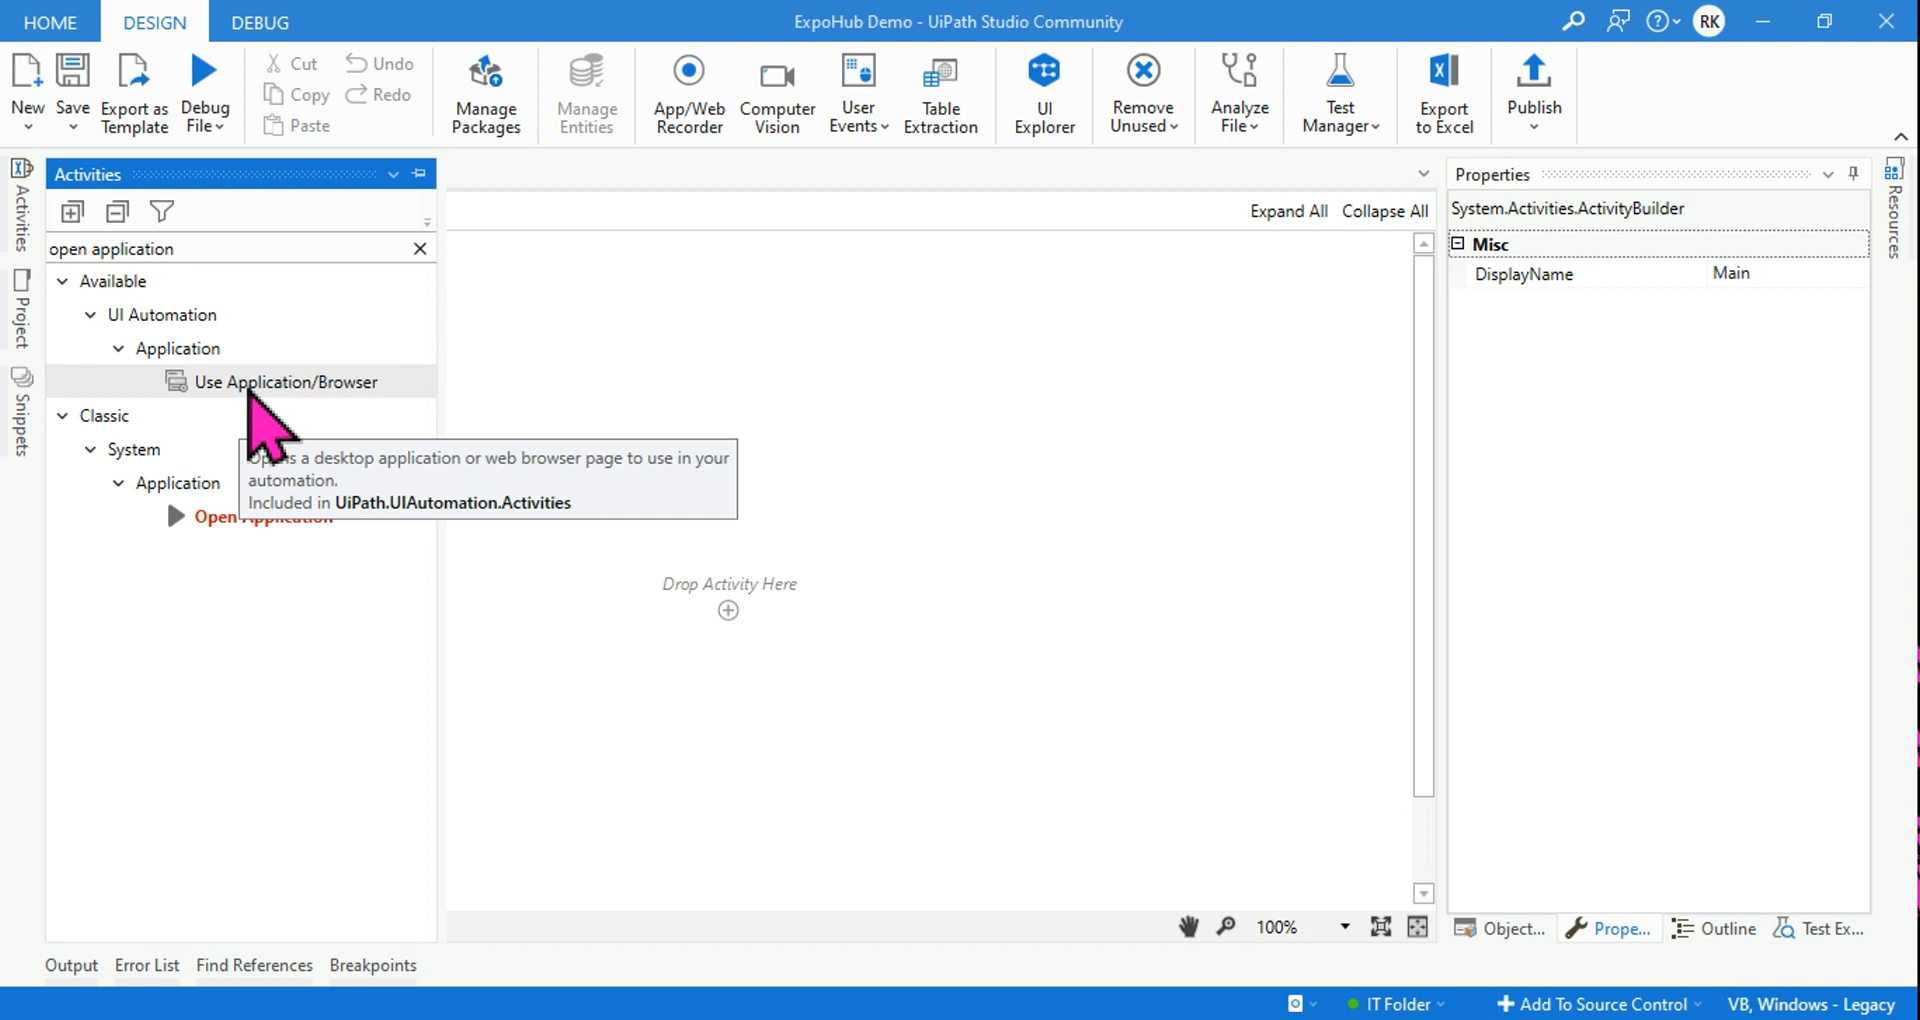 HOME DESIGN DEBUG ExpoHub Demo - UiPath Studio Community RK
New Save Export as Template Debug File
Cut Copy Paste Undo Redo
Manage Packages
Manage Entities
App/Web Recorder
Computer Vision
User Events
Table Extraction
UI Explorer
Remove Unused
Analyze File
Test Manager
Export to Excel
Publish
Activities
Project
Snippets
Activities
open application
Available
UI Automation
Application
Use Application/Browser
Classic
System
Application
Open
a desktop application or web browser page to use in your
automation.
Included in UiPath.UIAutomation.Activities
Expand All Collapse All
Drop Activity Here
100%
Properties
System.Activities.ActivityBuilder
Misc
DisplayName Main
Resources
Object... Prope... Outline Test Ex...
Output Error List Find References Breakpoints
IT Folder Add To Source Control VB, Windows - Legacy